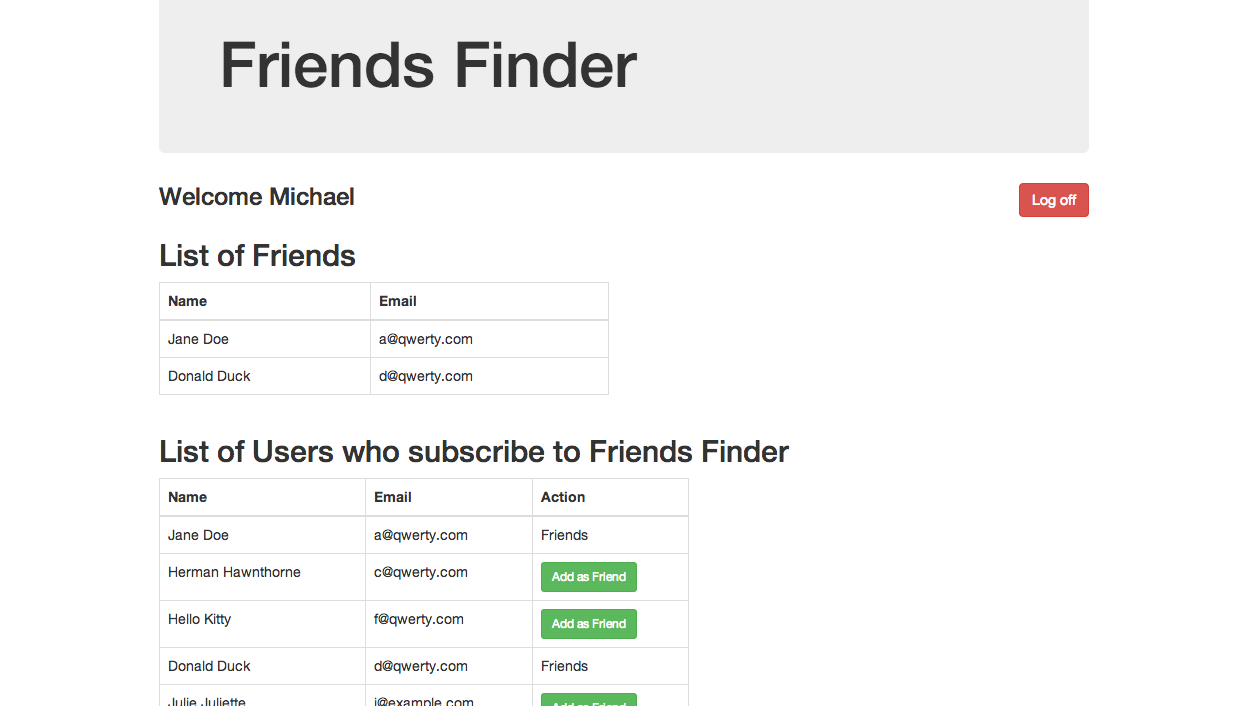 Friends Finder
Welcome Michael
Log off
List of Friends
Name Email
Jane Doe a@qwerty.com
Donald Duck d@qwerty.com
List of Users who subscribe to Friends Finder
Name Email Action
Jane Doe a@qwerty.com Friends
Herman Hawnthorne c@qwerty.com Add as Friend
Hello Kitty f@qwerty.com Add as Friend
Donald Duck d@qwerty.com Friends
Julie Juliette j@example.com Add as Friend